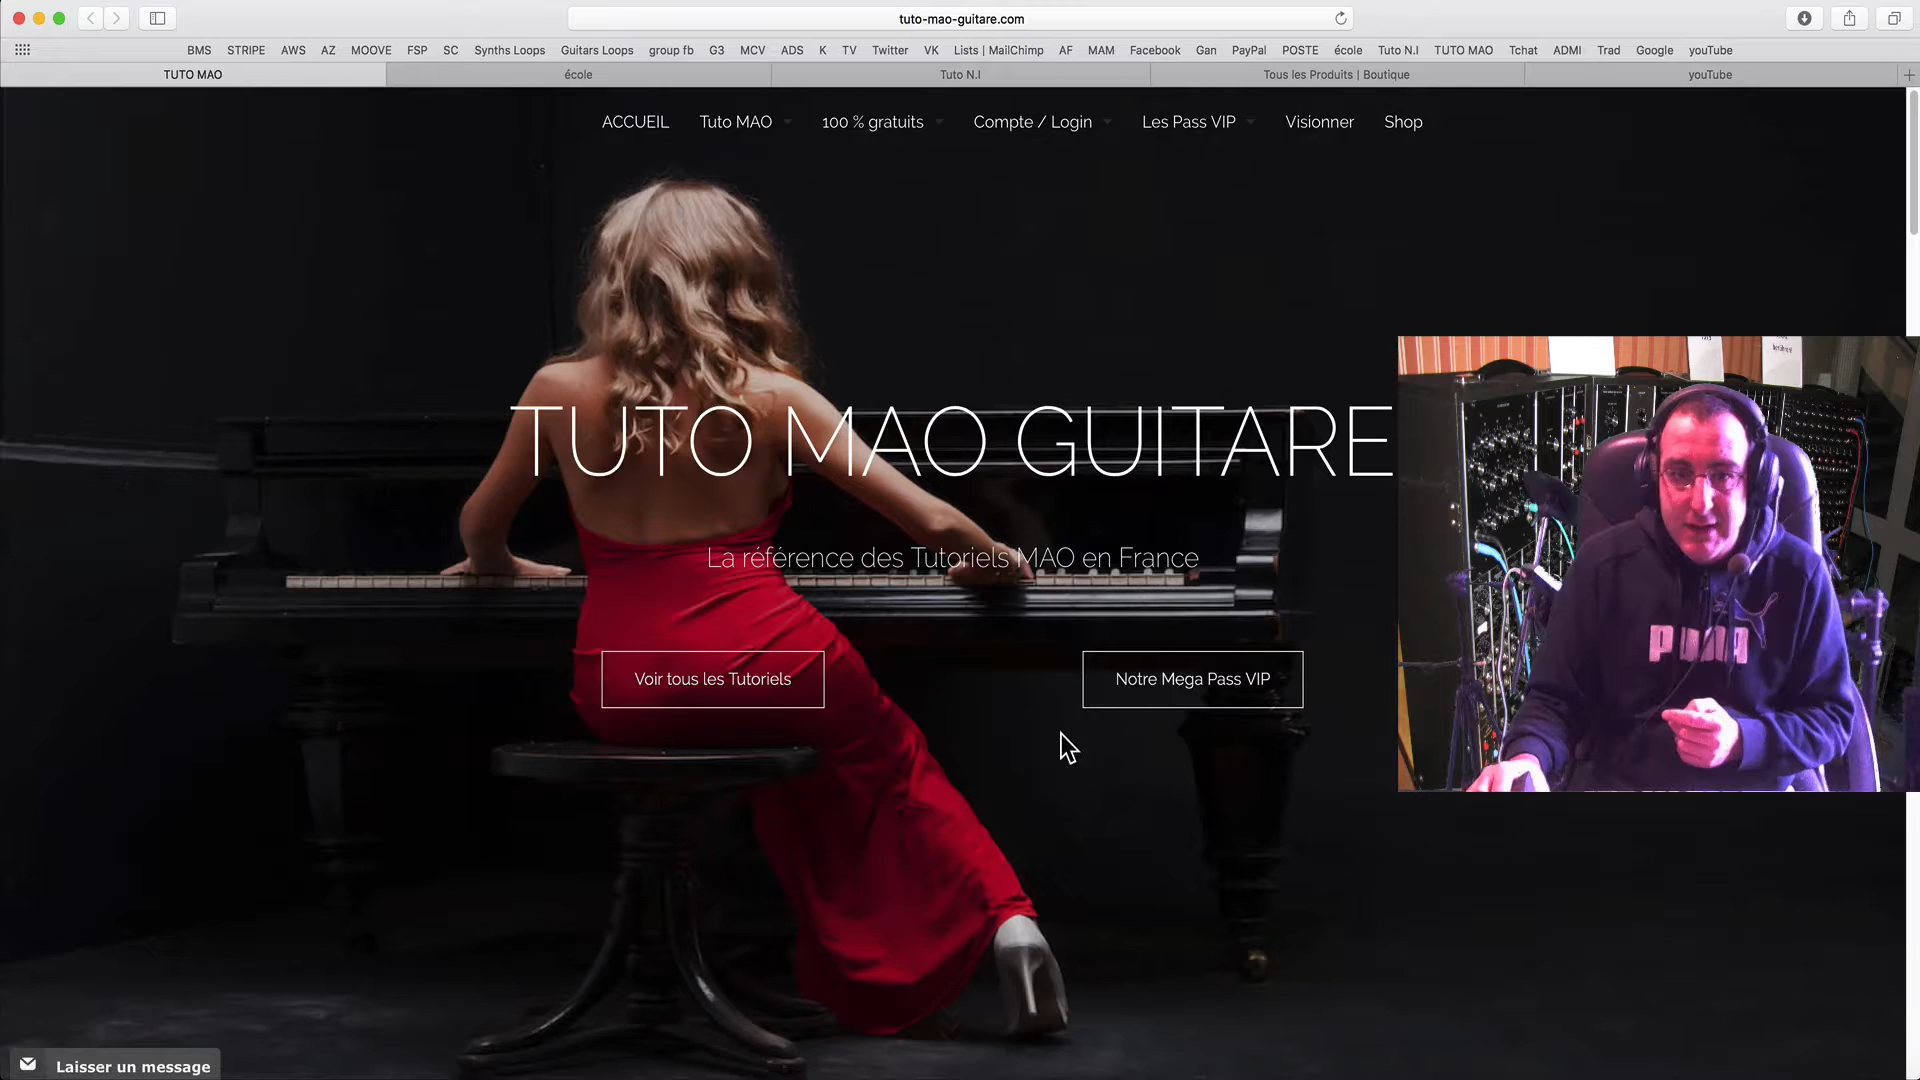 tuto-mao-guitare.com
BMS STRIPE AWS AZ MOOVE FSP SC Synths Loops Guitars Loops group fb G3 MCV ADS K TV Twitter VK Lists | MailChimp AF MAM Facebook Gan PayPal POSTE école Tuto N.I TUTO MAO Tchat ADMI Trad Google youTube
TUTO MAO école Tuto N.I Tous les Produits | Boutique youTube
ACCUEIL Tuto MAO 100 % gratuits Compte / Login Les Pass VIP Visionner Shop
TUTO MAO GUITARE
La référence des Tutoriels MAO en France
PUMA
Voir tous les Tutoriels Notre Mega Pass VIP
Laisser un message